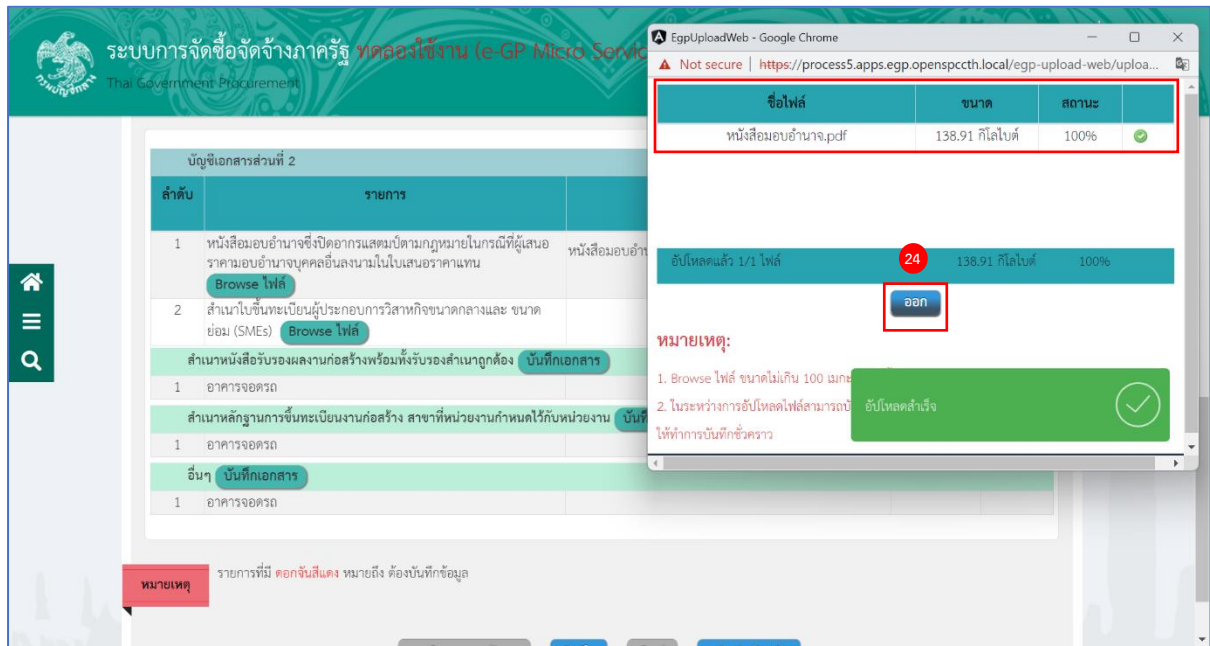 ระบบการจัดซื้อจัดจ้างภาครัฐ ทดลองใช้งาน (e-GP Micro Servic
Thai Government Procurement
EgpUploadWeb - Google Chrome
Not secure | https://process5.apps.egp.openspccth.local/egp-upload-web/uploa...
ชื่อไฟล์ ขนาด สถานะ
หนังสือมอบอำนาจ.pdf 138.91 กิโลไบต์ 100%
อัปโหลดแล้ว 1/1 ไฟล์ 138.91 กิโลไบต์ 100%
24
ออก
หมายเหตุ:
1. Browse ไฟล์ ขนาดไม่เกิน 100 เมกะ
2. ในระหว่างการอัปโหลดไฟล์สามารถ
ให้ทำการบันทึกชั่วคราว
อัปโหลดสำเร็จ
บัญชีเอกสารส่วนที่ 2
ลำดับ รายการ
1 หนังสือมอบอำนาจซึ่งปิดอากรแสตมป์ตามกฎหมายในกรณีที่ผู้เสนอ หนังสือมอบอำ
ราคามอบอำนาจบุคคลอื่นลงนามในใบเสนอราคาแทน
Browse ไฟล์
2 สำเนาใบขึ้นทะเบียนผู้ประกอบการวิสาหกิจขนาดกลางและ ขนาด
ย่อม (SMEs) Browse ไฟล์
สำเนาหนังสือรับรองผลงานก่อสร้างพร้อมทั้งรับรองสำเนาถูกต้อง บันทึกเอกสาร
1 อาคารจอดรถ
สำเนาหลักฐานการขึ้นทะเบียนงานก่อสร้าง สาขาที่หน่วยงานกำหนดไว้กับหน่วยงาน
1 อาคารจอดรถ
อื่นๆ บันทึกเอกสาร
1 อาคารจอดรถ
หมายเหตุ รายการที่มี ดอกจันสีแดง หมายถึง ต้องบันทึกข้อมูล